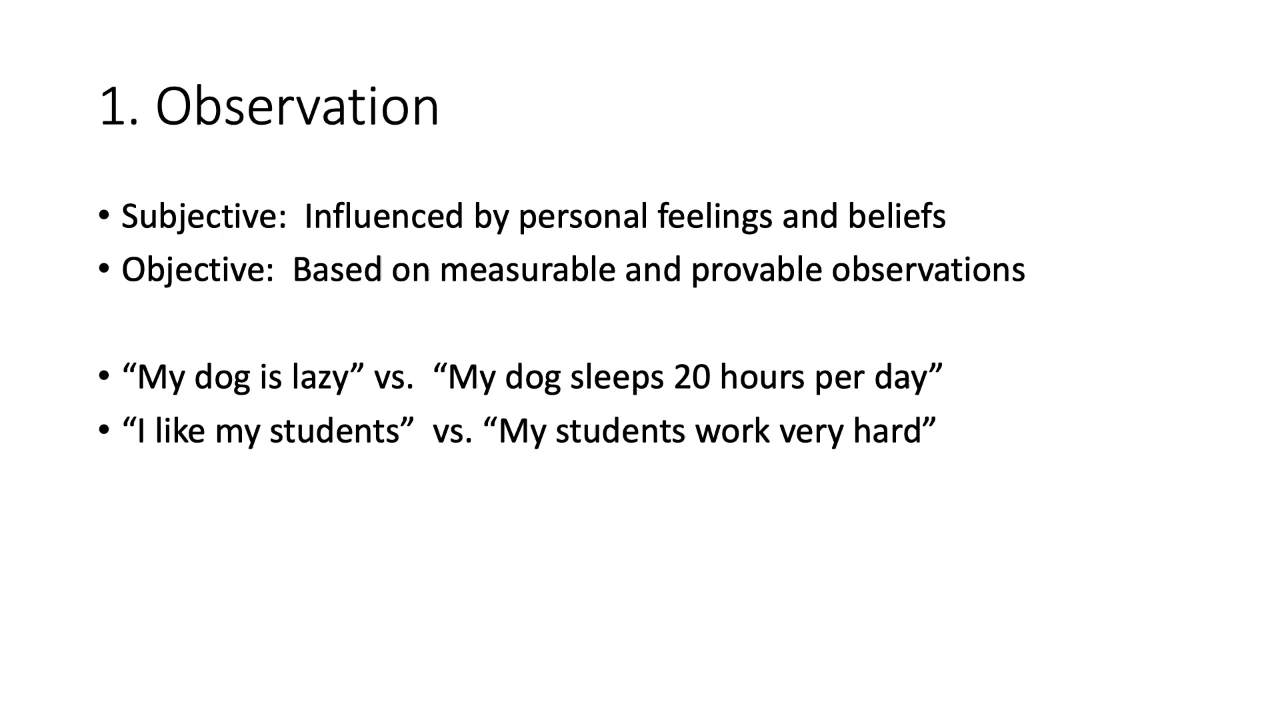 1. Observation
• Subjective:  Influenced by personal feelings and beliefs
• Objective:  Based on measurable and provable observations
• “My dog is lazy” vs.  “My dog sleeps 20 hours per day”
• “I like my students”  vs. “My students work very hard”